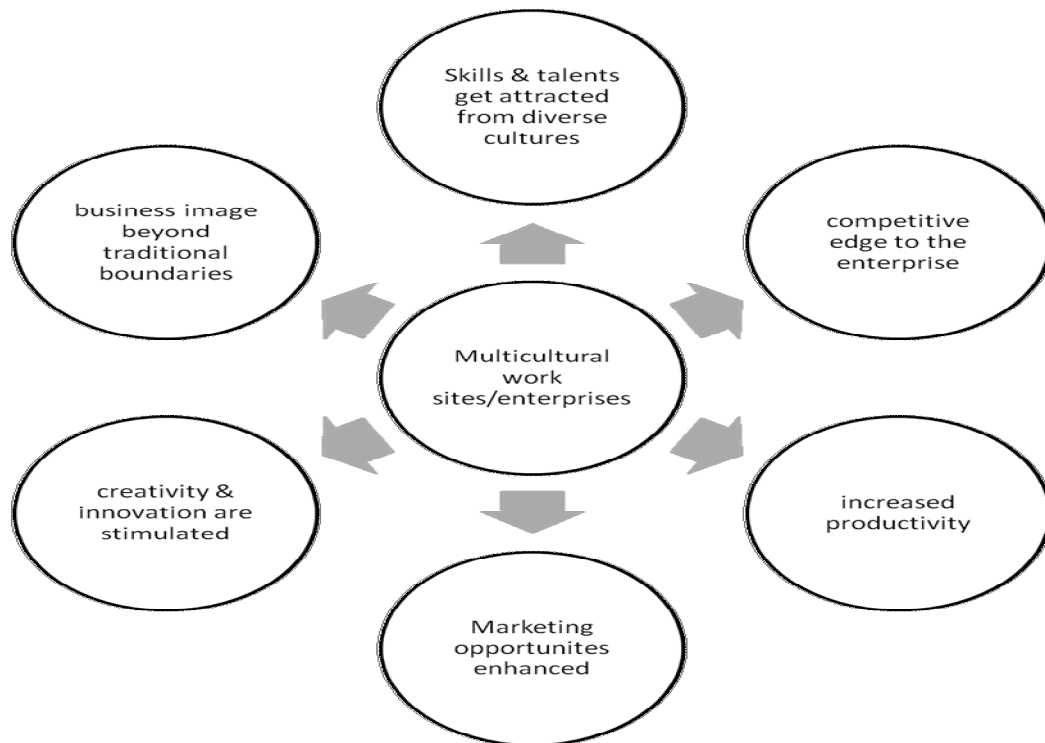 Skills & talents
get attracted
from diverse
cultures
business image
beyond
traditional
boundaries
competitive
edge to the
enterprise
Multicultural
work
sites/enterprises
creativity &
innovation are
stimulated
increased
productivity
Marketing
opportunites
enhanced